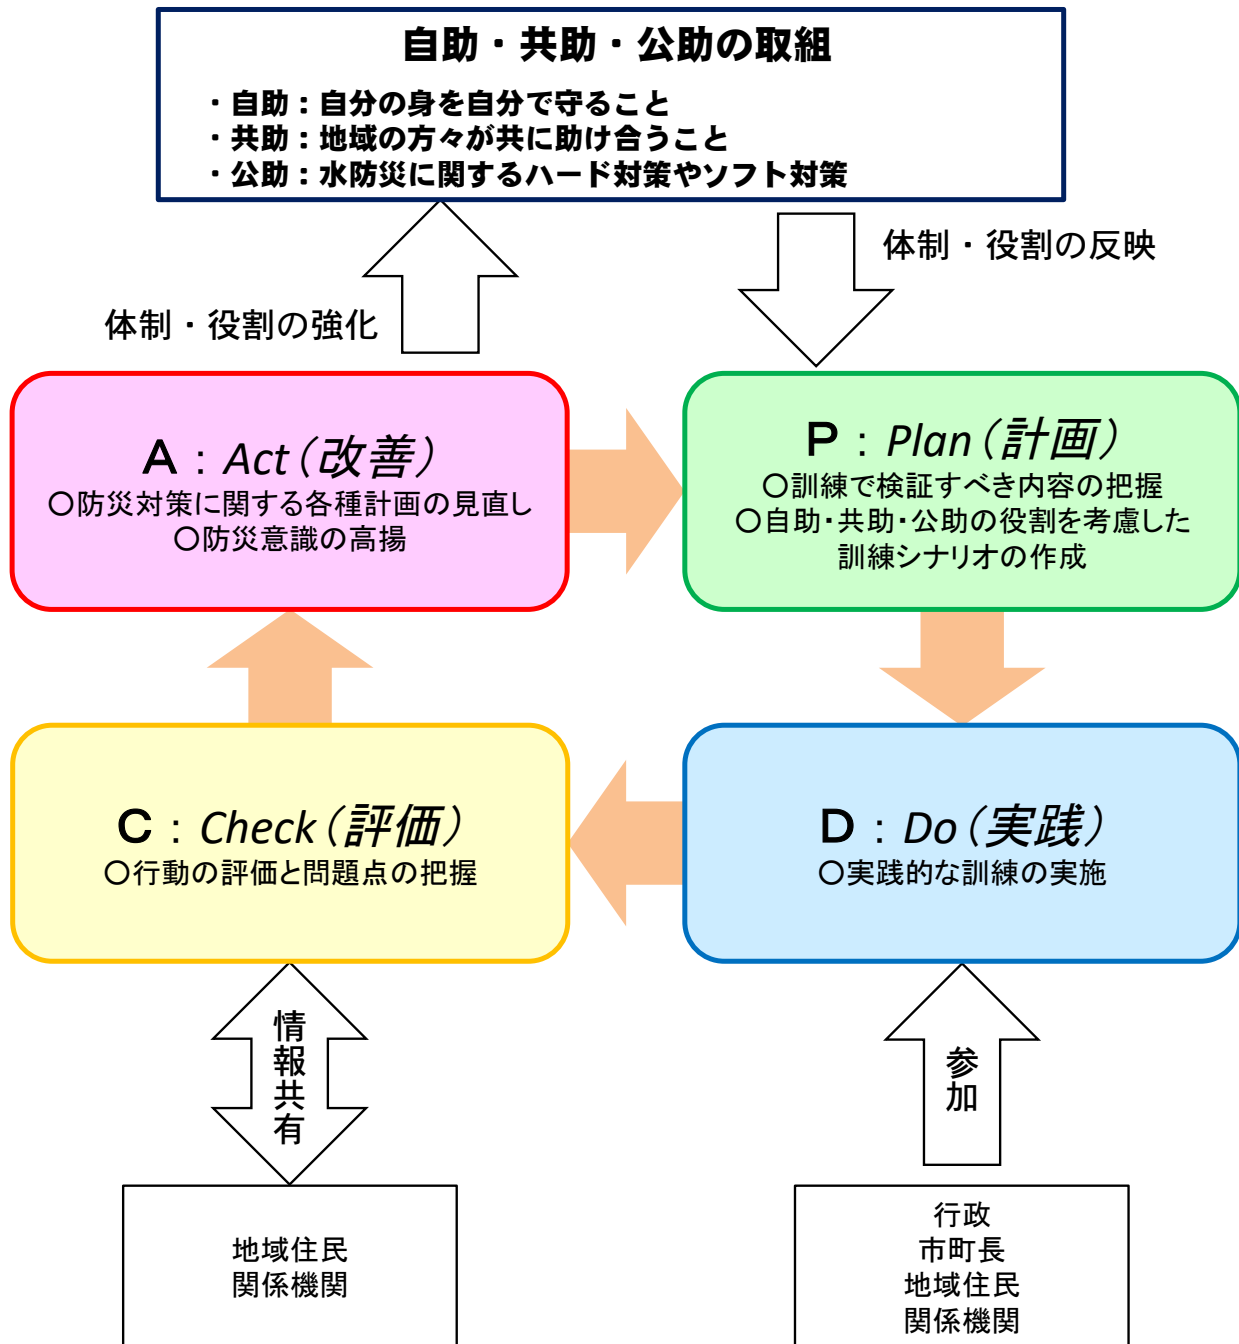 自助・共助・公助の取組
・自助：自分の身を自分で守ること
・共助：地域の方々が共に助け合うこと
・公助：水防災に関するハード対策やソフト対策
体制・役割の強化
体制・役割の反映
A：Act（改善）
○防災対策に関する各種計画の見直し
○防災意識の高揚
P：Plan（計画）
○訓練で検証すべき内容の把握
○自助・共助・公助の役割を考慮した
訓練シナリオの作成
C：Check（評価）
○行動の評価と問題点の把握
D：Do（実践）
○実践的な訓練の実施
情報共有
参加
地域住民
関係機関
行政
市町長
地域住民
関係機関